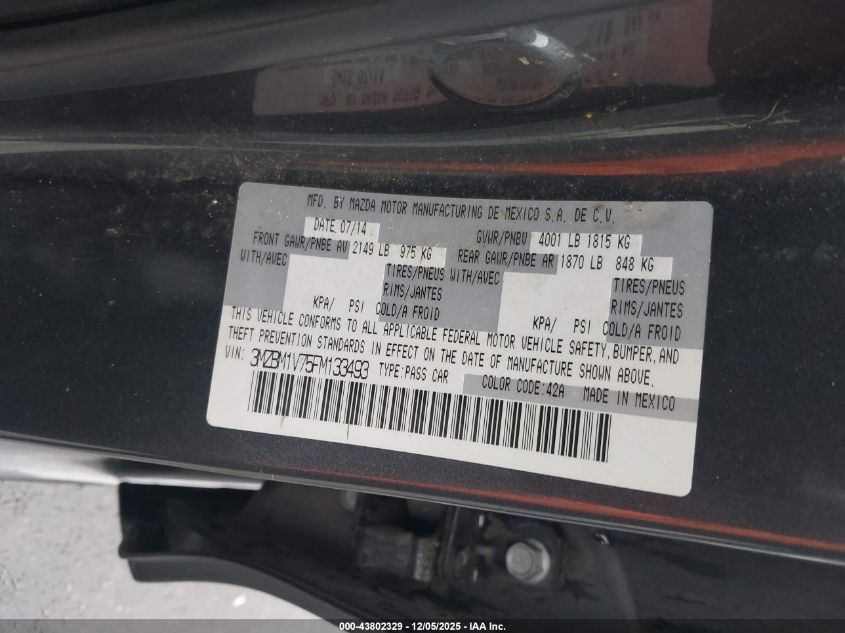 MFD. BY MAZDA MOTOR MANUFACTURING DE MEXICO S.A. DE C.V.
DATE 07/14 GVWR/PNBV 4001 LB 1815 KG
FRONT GAWR/PNBE AV 2149 LB 975 KG REAR GAWR/PNBE AR 1870 LB 848 KG
WITH/AVEC TIRES/PNEUS WITH/AVEC TIRES/PNEUS
RIMS/JANTES RIMS/JANTES
KPA/ PSI COLD/A FROID KPA/ PSI COLD/A FROID
THIS VEHICLE CONFORMS TO ALL APPLICABLE FEDERAL MOTOR VEHICLE SAFETY, BUMPER, AND
THEFT PREVENTION STANDARDS IN EFFECT ON THE DATE OF MANUFACTURE SHOWN ABOVE.
VIN: 3MZBM1V75FM133493 TYPE:PASS CAR
COLOR CODE:42A MADE IN MEXICO
000-43802329 - 12/05/2025 - IAA Inc.